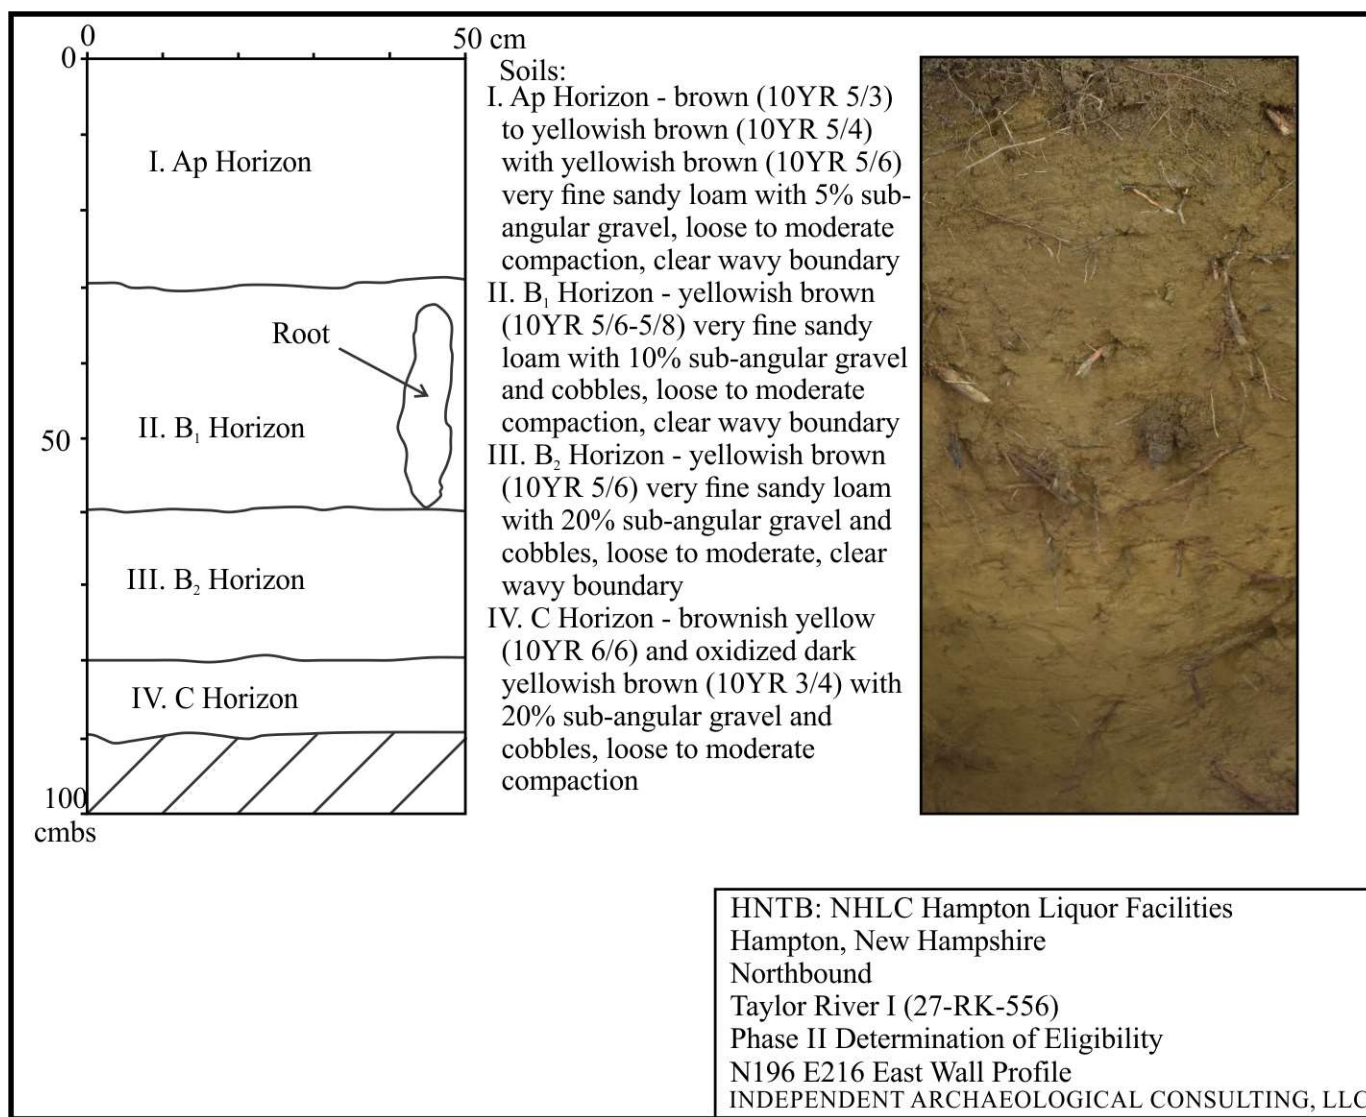 0
50 cm
0
I. Ap Horizon
Root
50
II. B₁ Horizon
III. B₂ Horizon
IV. C Horizon
100
cmbs
Soils:
I. Ap Horizon - brown (10YR 5/3)
to yellowish brown (10YR 5/4)
with yellowish brown (10YR 5/6)
very fine sandy loam with 5% sub-
angular gravel, loose to moderate
compaction, clear wavy boundary
II. B₁ Horizon - yellowish brown
(10YR 5/6-5/8) very fine sandy
loam with 10% sub-angular gravel
and cobbles, loose to moderate
compaction, clear wavy boundary
III. B₂ Horizon - yellowish brown
(10YR 5/6) very fine sandy loam
with 20% sub-angular gravel and
cobbles, loose to moderate, clear
wavy boundary
IV. C Horizon - brownish yellow
(10YR 6/6) and oxidized dark
yellowish brown (10YR 3/4) with
20% sub-angular gravel and
cobbles, loose to moderate
compaction
HNTB: NHLC Hampton Liquor Facilities
Hampton, New Hampshire
Northbound
Taylor River I (27-RK-556)
Phase II Determination of Eligibility
N196 E216 East Wall Profile
INDEPENDENT ARCHAEOLOGICAL CONSULTING, LLC